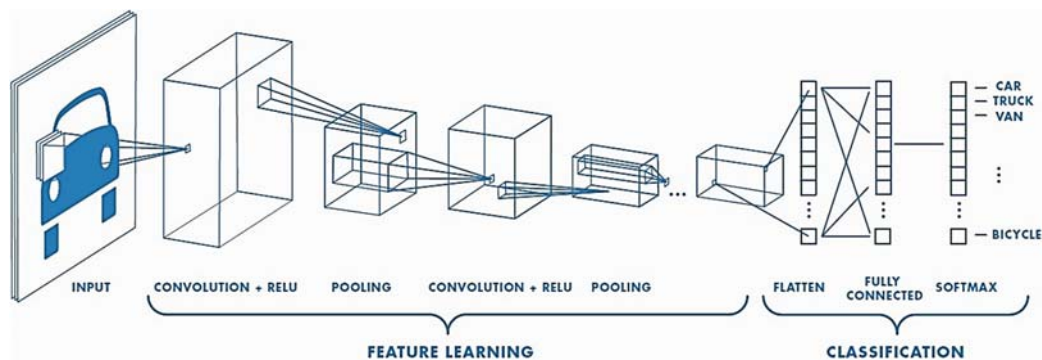 CAR
TRUCK
VAN
BICYCLE
INPUT
CONVOLUTION + RELU
POOLING
CONVOLUTION + RELU
POOLING
FLATTEN
FULLY
CONNECTED
SOFTMAX
FEATURE LEARNING
CLASSIFICATION